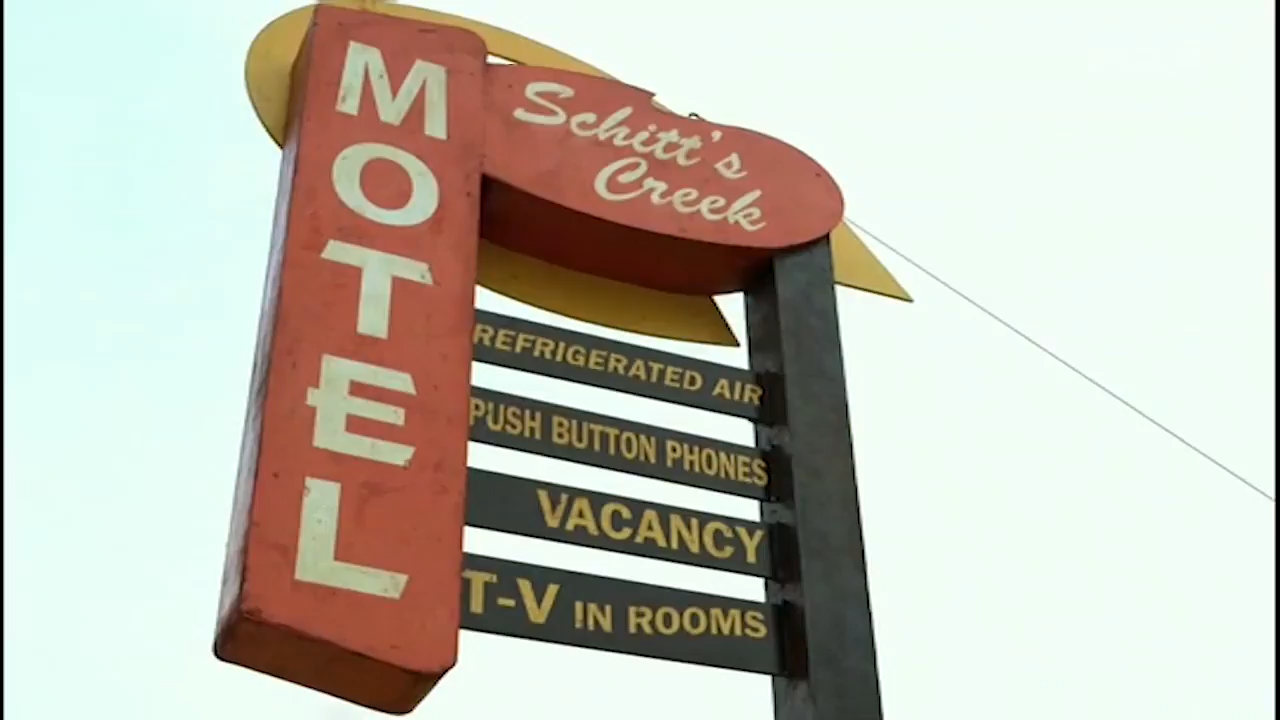 MOTEL
Schitt's
Creek
REFRIGERATED AIR
PUSH BUTTON PHONES
VACANCY
T-V IN ROOMS